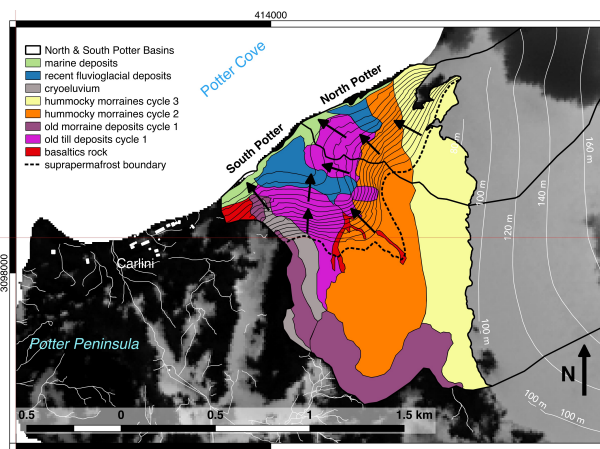 414000
North & South Potter Basins
marine deposits
recent fluvioglacial deposits
cryoeluvium
hummocky morraines cycle 3
hummocky morraines cycle 2
old morraine deposits cycle 1
old till deposits cycle 1
basaltics rock
suprapermafrost boundary
Potter Cove
North Potter
South Potter
160 m
140 m
120 m
100 m
3098000
Carlini
Potter Peninsula
100 m
N
100 m
100 m
0.5 0 0.5 1 1.5 km